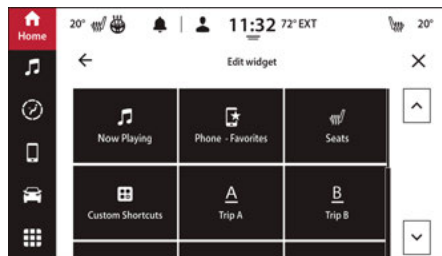 Home
20° 11:32 72° EXT 20°
Edit widget
Now Playing
Phone - Favorites
Seats
Custom Shortcuts
A
Trip A
B
Trip B